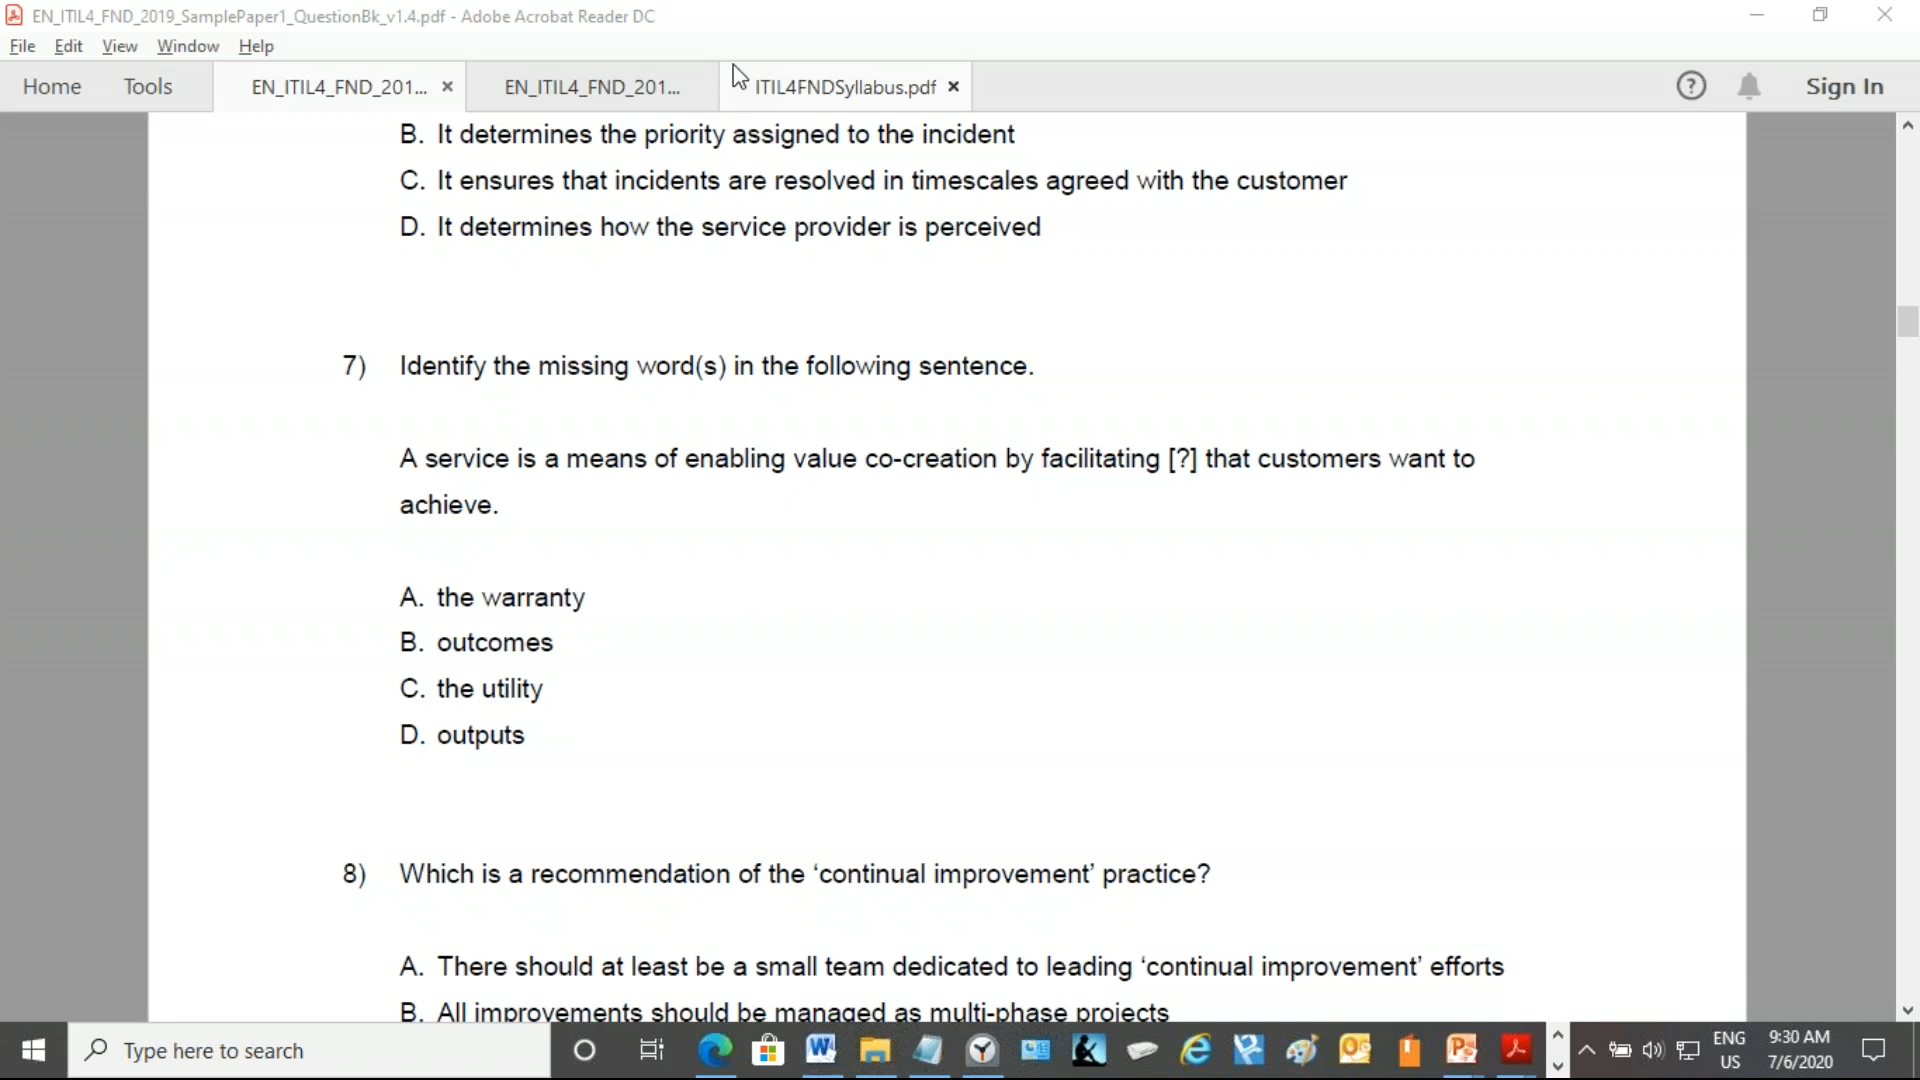 EN_ITIL4_FND_2019_SamplePaper1_QuestionBk_v1.4.pdf - Adobe Acrobat Reader DC
File Edit View Window Help
Home Tools EN_ITIL4_FND_201... × EN_ITIL4_FND_201... ITIL4FNDSyllabus.pdf × Sign In
B. It determines the priority assigned to the incident
C. It ensures that incidents are resolved in timescales agreed with the customer
D. It determines how the service provider is perceived
7) Identify the missing word(s) in the following sentence.
A service is a means of enabling value co-creation by facilitating [?] that customers want to
achieve.
A. the warranty
B. outcomes
C. the utility
D. outputs
8) Which is a recommendation of the ‘continual improvement’ practice?
A. There should at least be a small team dedicated to leading ‘continual improvement’ efforts
B. All improvements should be managed as multi-phase projects
Type here to search
ENG 9:30 AM
US 7/6/2020